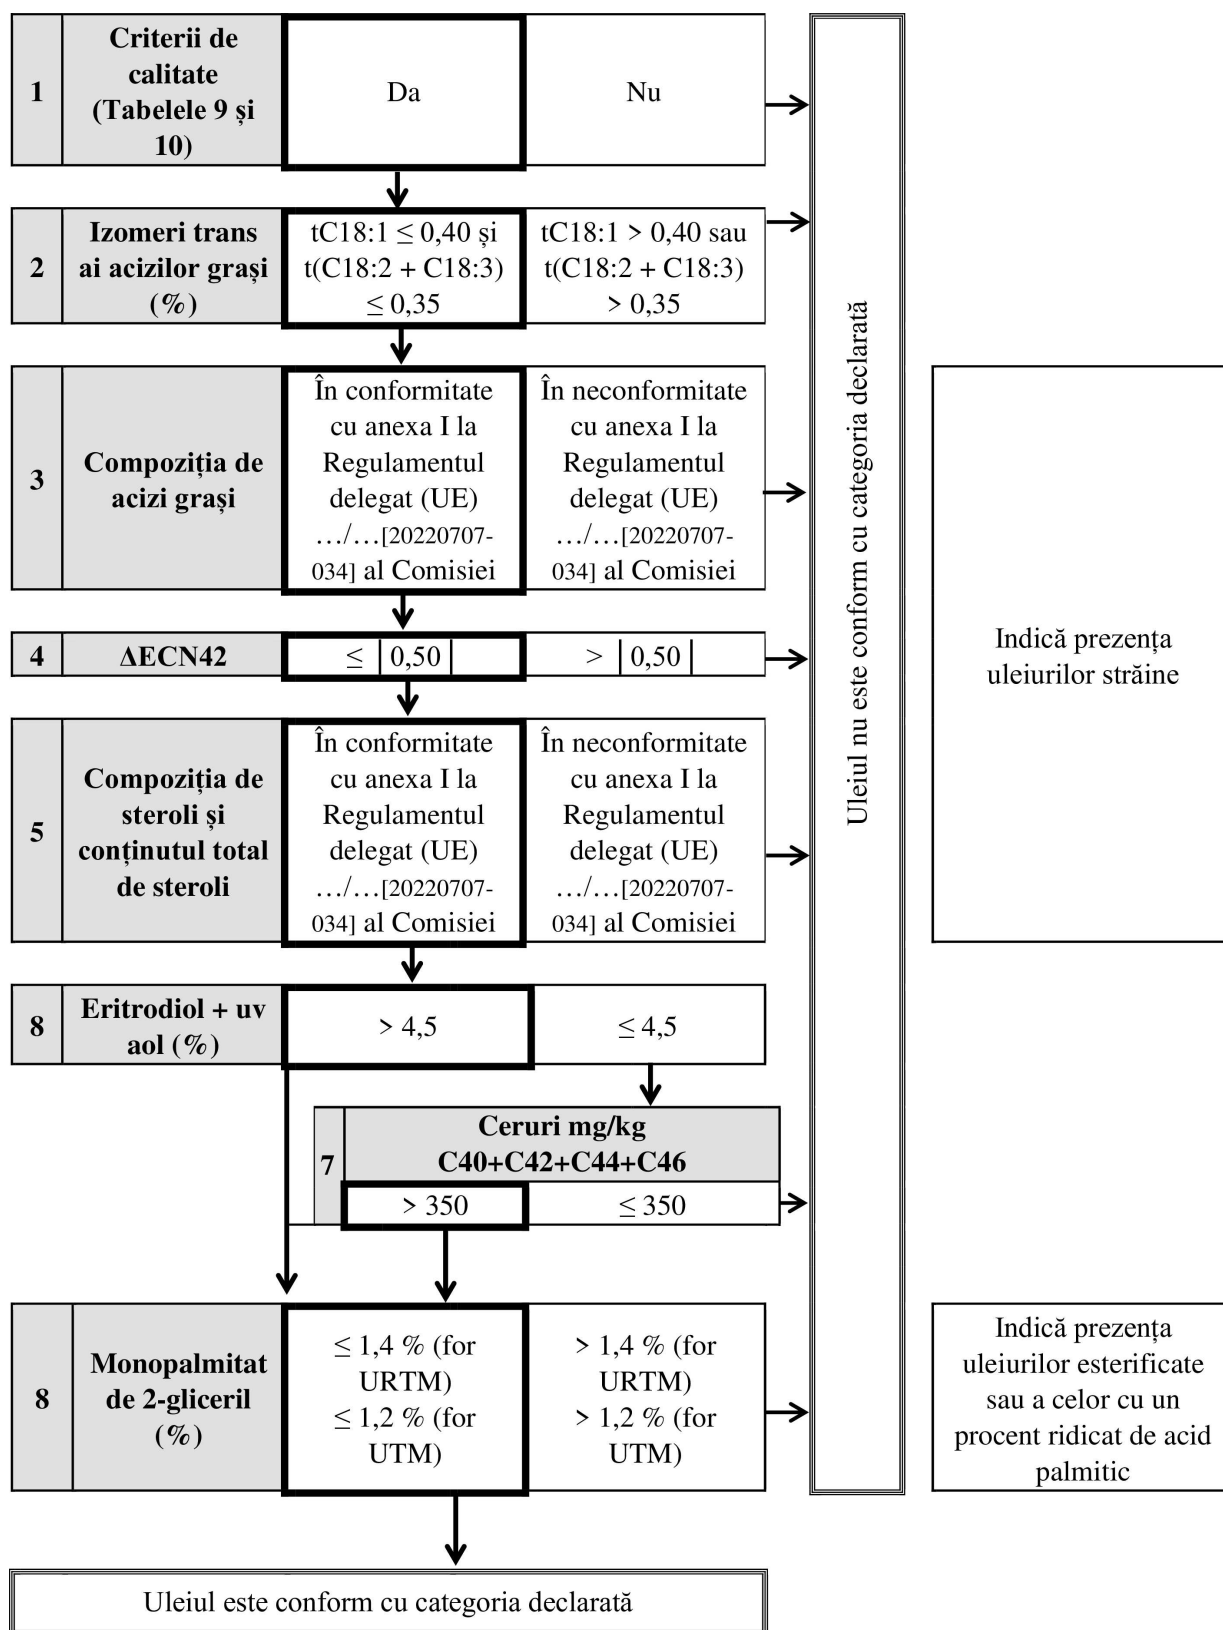 1
Criterii de
calitate
(Tabelele 9 și
10)
Da
Nu
2
Izomeri trans
ai acizilor grași
(%)
tC18:1 ≤ 0,40 și
t(C18:2 + C18:3)
≤ 0,35
tC18:1 > 0,40 sau
t(C18:2 + C18:3)
> 0,35
3
Compoziția de
acizi grași
În conformitate
cu anexa I la
Regulamentul
delegat (UE)
…/…[20220707-
034] al Comisiei
În neconformitate
cu anexa I la
Regulamentul
delegat (UE)
…/…[20220707-
034] al Comisiei
4
ΔECN42
≤ |0,50|
> |0,50|
5
Compoziția de
steroli și
conținutul total
de steroli
În conformitate
cu anexa I la
Regulamentul
delegat (UE)
…/…[20220707-
034] al Comisiei
În neconformitate
cu anexa I la
Regulamentul
delegat (UE)
…/…[20220707-
034] al Comisiei
8
Eritrodiol + uv
aol (%)
> 4,5
≤ 4,5
7
Ceruri mg/kg
C40+C42+C44+C46
> 350
≤ 350
8
Monopalmitat
de 2-gliceril
(%)
≤ 1,4 % (for
URTM)
≤ 1,2 % (for
UTM)
> 1,4 % (for
URTM)
> 1,2 % (for
UTM)
Uleiul nu este conform cu categoria declarată
Indică prezența
uleiurilor străine
Indică prezența
uleiurilor esterificate
sau a celor cu un
procent ridicat de acid
palmitic
Uleiul este conform cu categoria declarată